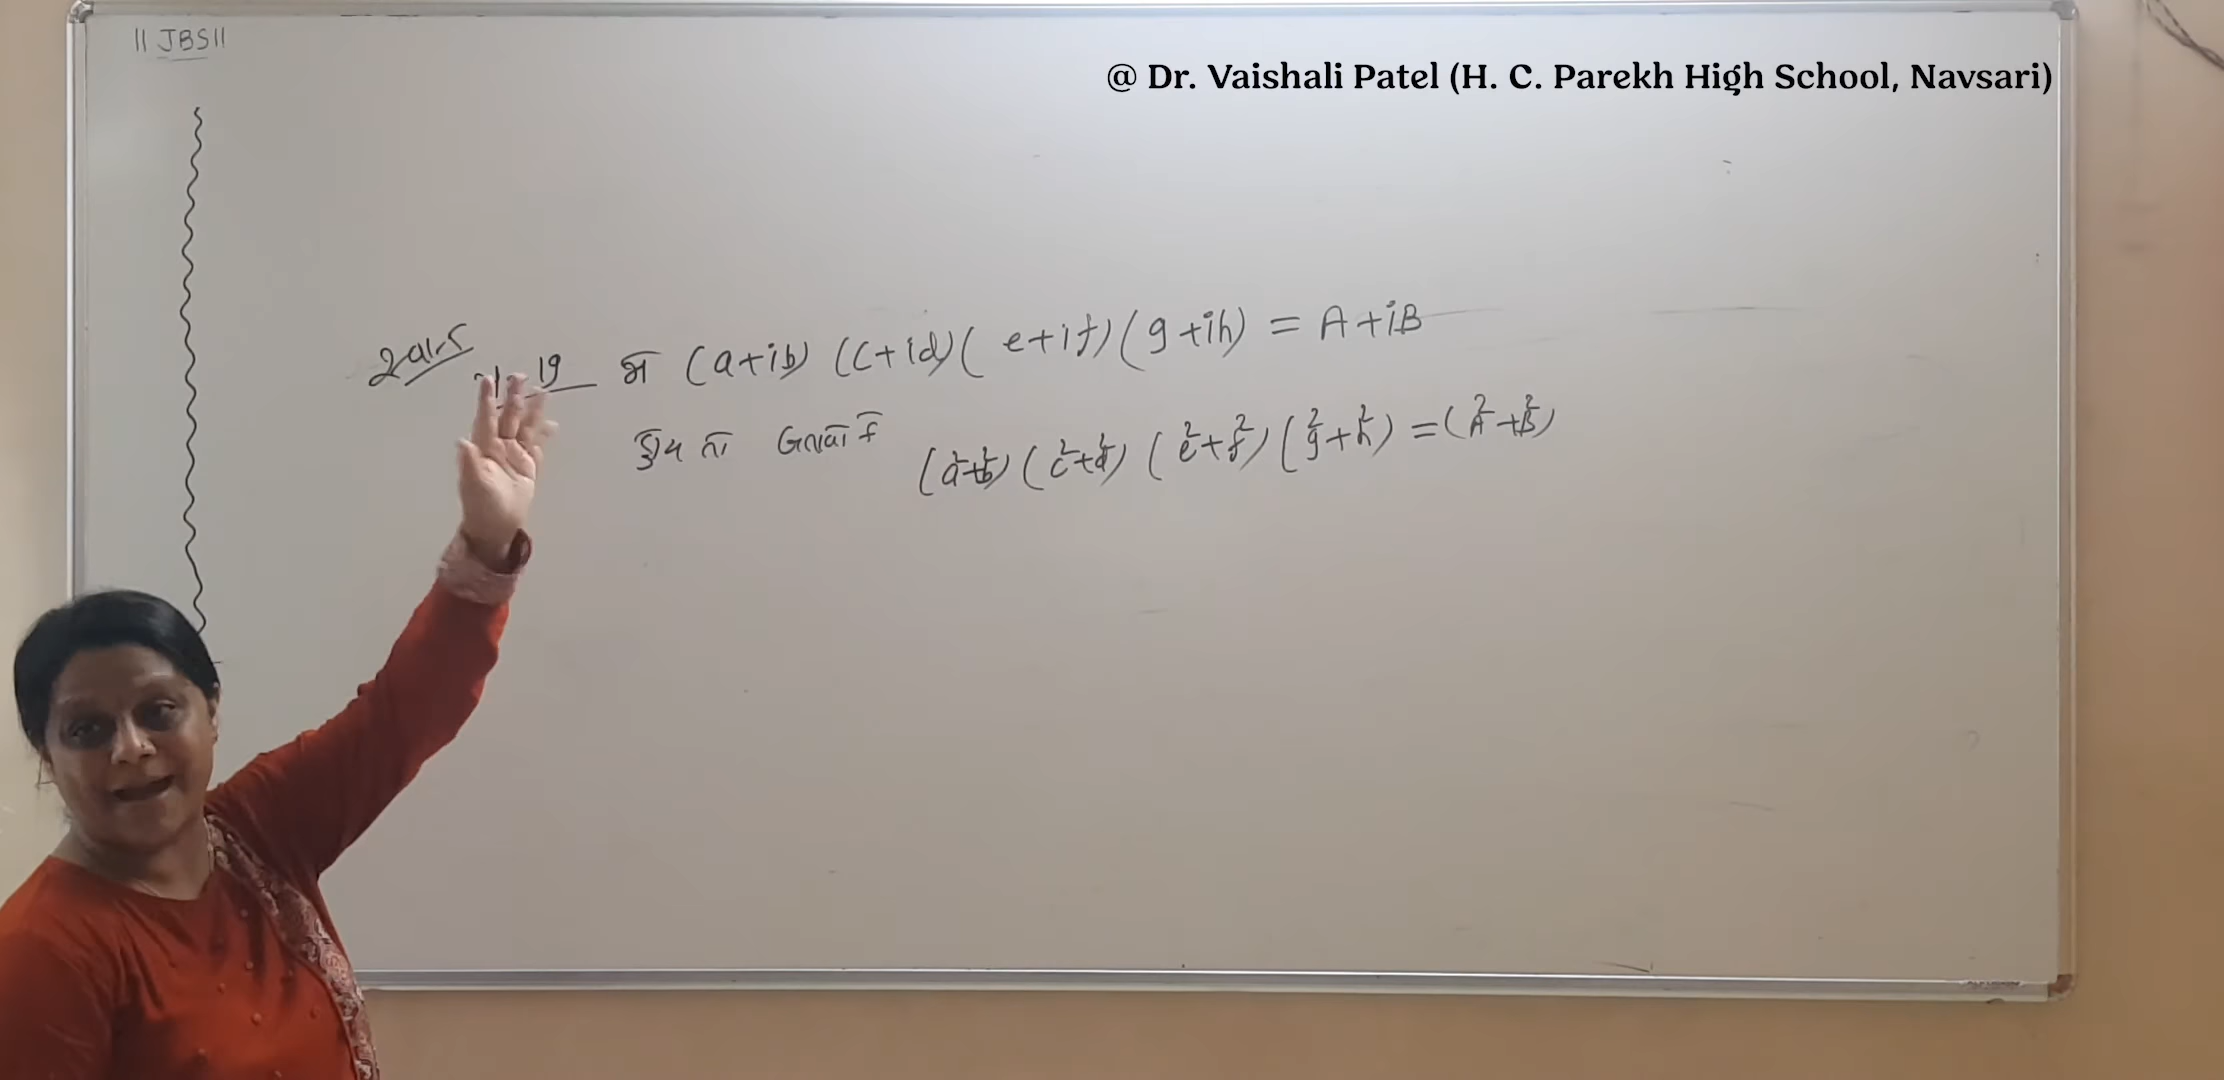 || JBS ||
@ Dr. Vaishali Patel (H. C. Parekh High School, Navsari)
19 જો (a+ib) (c+id) (e+if) (g+ih) = A+iB
હોય તો બતાવો કે (a²+b²) (c²+d²) (e²+f²) (g²+h²) = (A²+B²)